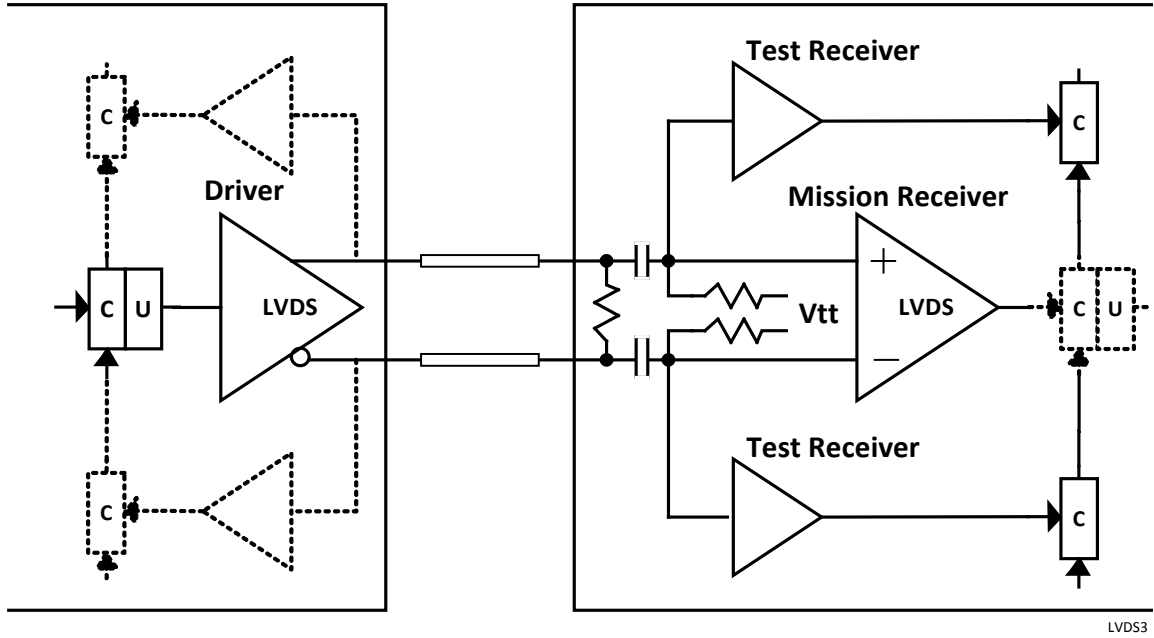 Test Receiver
C
C
Driver
Mission Receiver
C U
LVDS
+
LVDS
C U
Vtt
−
Test Receiver
C
C
LVDS3